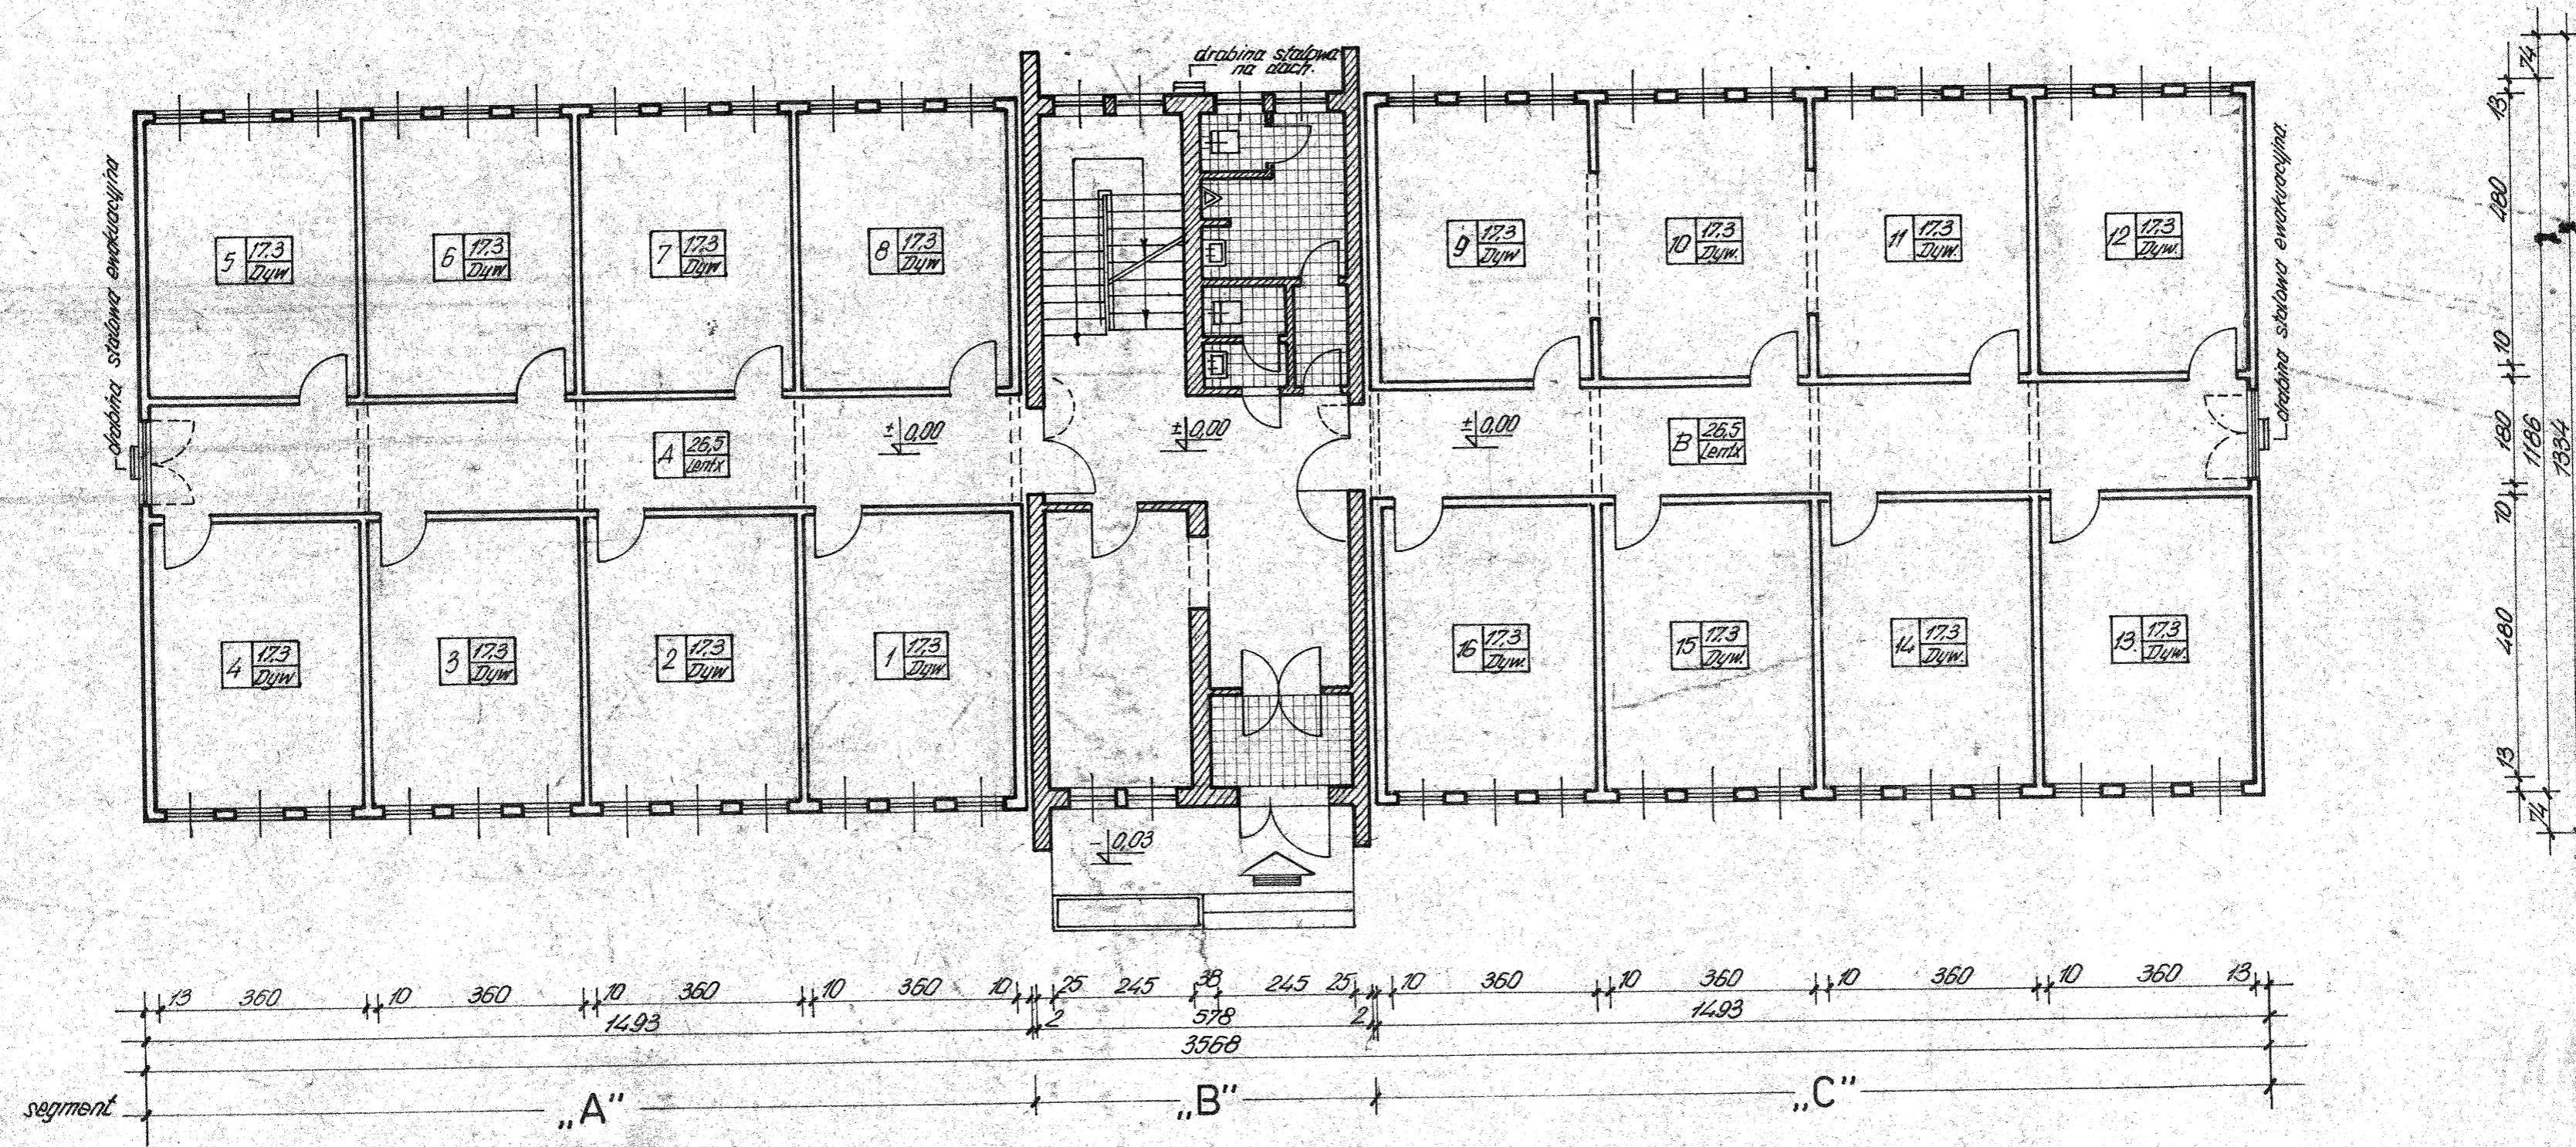 drabina stalowa
na dach.
drabina stalowa ewakuacyjna
drabina stalowa ewakuacyjna.
5 17.3 Dyw
6 17.3 Dyw
7 17.3 Dyw
8 17.3 Dyw
9 17.3 Dyw
10 17.3 Dyw.
11 17.3 Dyw.
12 17.3 Dyw.
A 26,5 Lentx
± 0,00
± 0,00
± 0,00
B 26,5 Lentx
4 17.3 Dyw.
3 17.3 Dyw
2 17.3 Dyw
1 17.3 Dyw
16 17.3 Dyw.
15 17.3 Dyw.
14 17.3 Dyw.
13. 17.3 Dyw.
- 0,03
74
13 480 10 180 10 480 13
1186
1334
74
13 360 10 360 10 360 10 360 10 25 245 38 245 25 10 360 10 360 10 360 10 360 13
1493 2 578 2 1493
3568
segment „A” „B” „C”